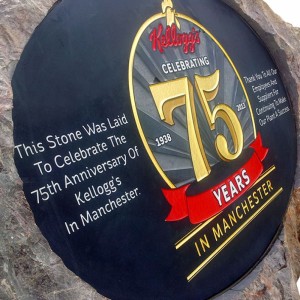 This Stone Was Laid
To Celebrate The
75th Anniversary Of
Kellogg's
In Manchester.
Kellogg's
CELEBRATING
1938
75
2013
YEARS
IN MANCHESTER
Thank You To All Our
Employees And
Suppliers For
Continuing To Make
Our Plant A Success